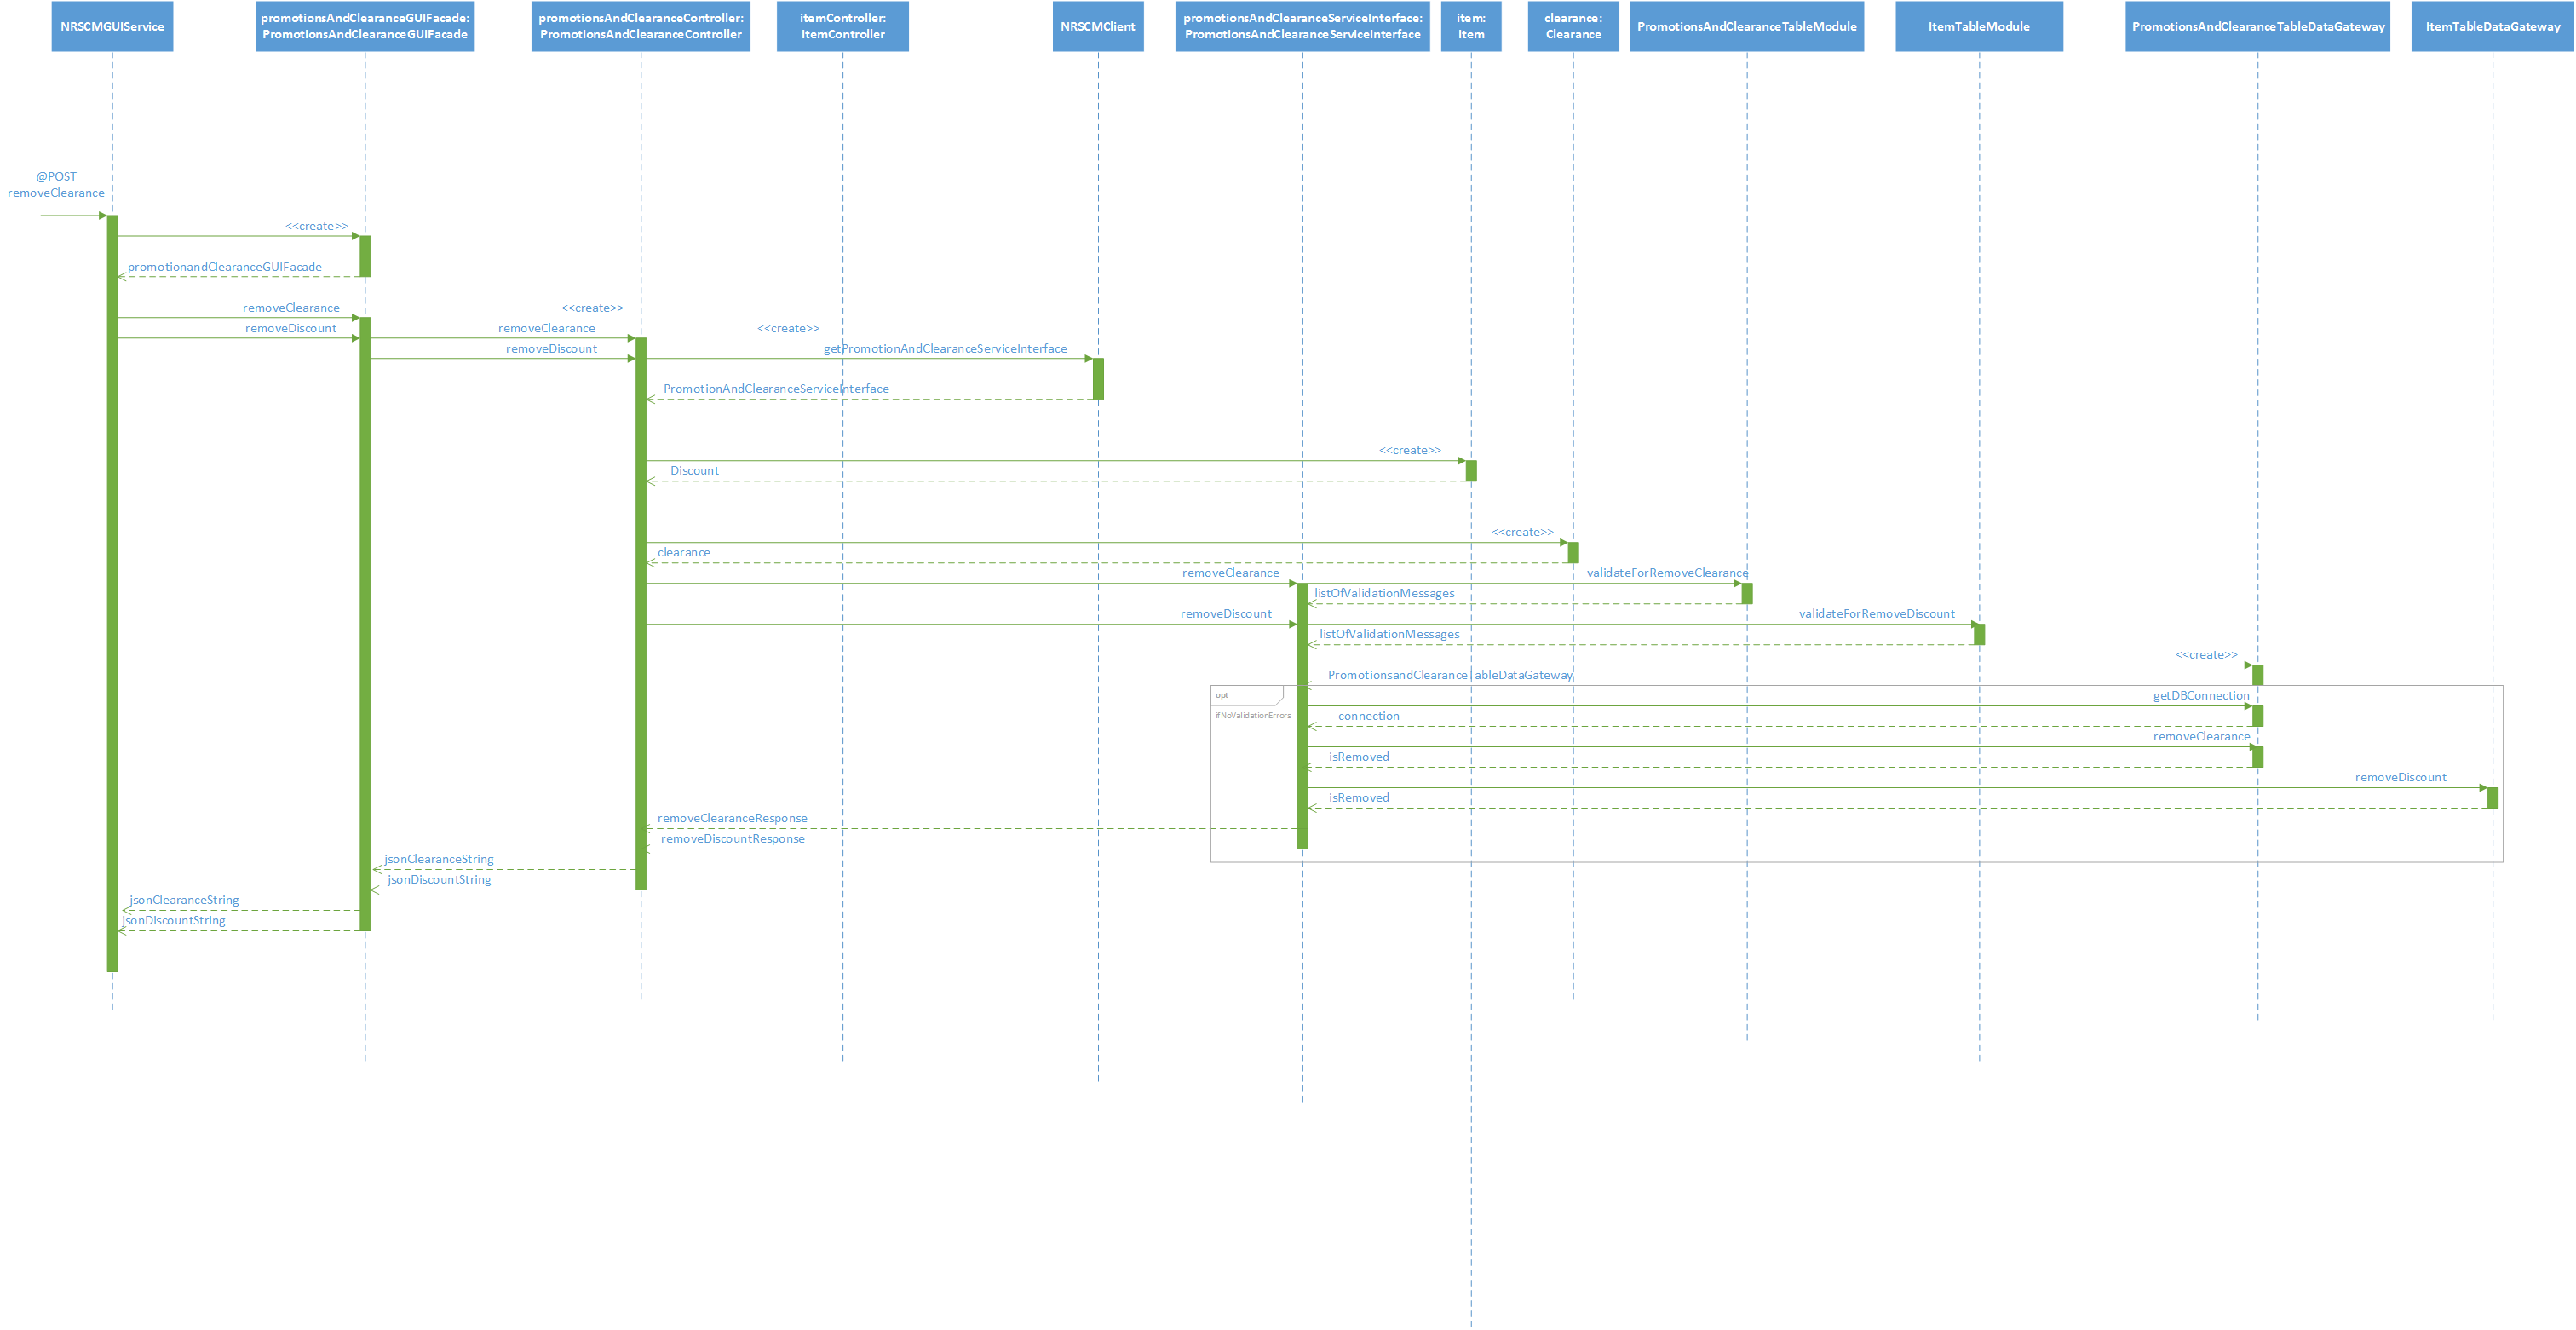 NRSCMGUIService
promotionsAndClearanceGUIFacade:
PromotionsAndClearanceGUIFacade
promotionsAndClearanceController:
PromotionsAndClearanceController
itemController:
ItemController
NRSCMClient
promotionsAndClearanceServiceInterface:
PromotionsAndClearanceServiceInterface
item:
Item
clearance:
Clearance
PromotionsAndClearanceTableModule
ItemTableModule
PromotionsAndClearanceTableDataGateway
ItemTableDataGateway
@POST
removeClearance
<<create>>
promotionandClearanceGUIFacade
removeClearance
<<create>>
removeDiscount
removeClearance
<<create>>
removeDiscount
getPromotionAndClearanceServiceInterface
PromotionAndClearanceServiceInterface
<<create>>
Discount
<<create>>
clearance
removeClearance
validateForRemoveClearance
listOfValidationMessages
removeDiscount
validateForRemoveDiscount
listOfValidationMessages
<<create>>
PromotionsandClearanceTableDataGateway
opt
getDBConnection
ifNoValidationErrors
connection
removeClearance
isRemoved
removeDiscount
isRemoved
removeClearanceResponse
removeDiscountResponse
jsonClearanceString
jsonDiscountString
jsonClearanceString
jsonDiscountString